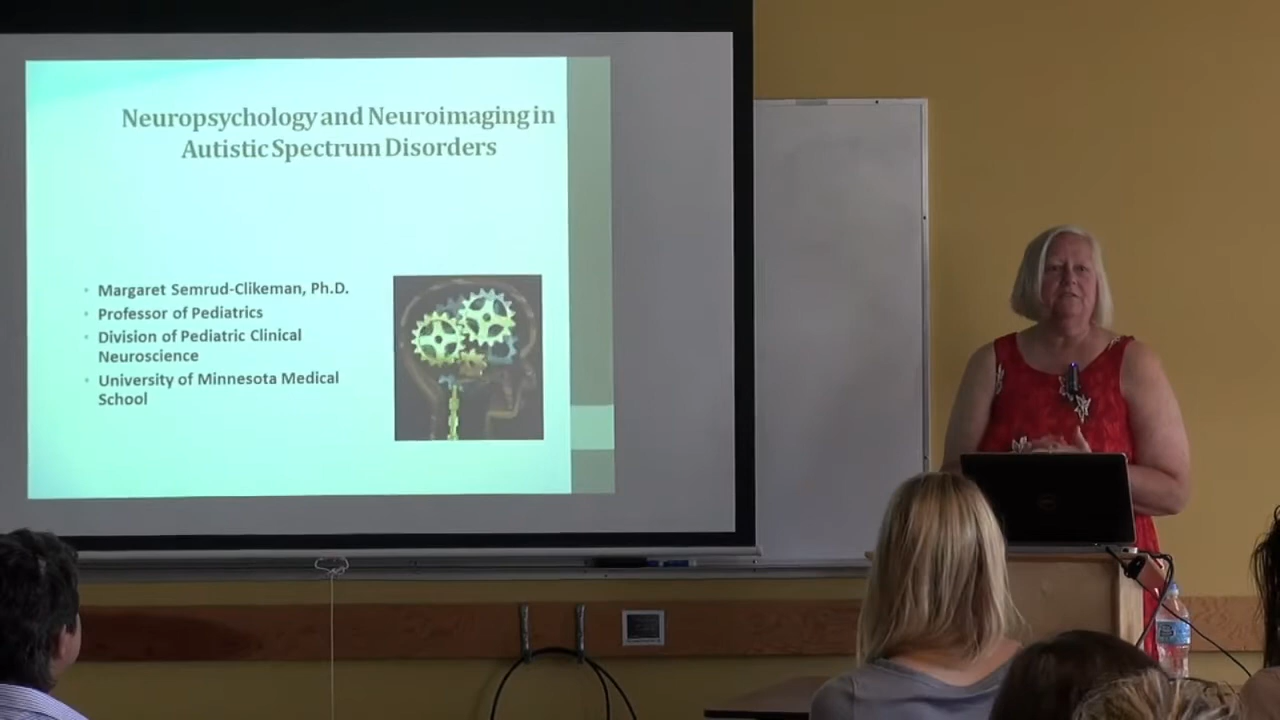 Neuropsychology and Neuroimaging in
Autistic Spectrum Disorders
Margaret Semrud-Clikeman, Ph.D.
Professor of Pediatrics
Division of Pediatric Clinical
Neuroscience
University of Minnesota Medical
School